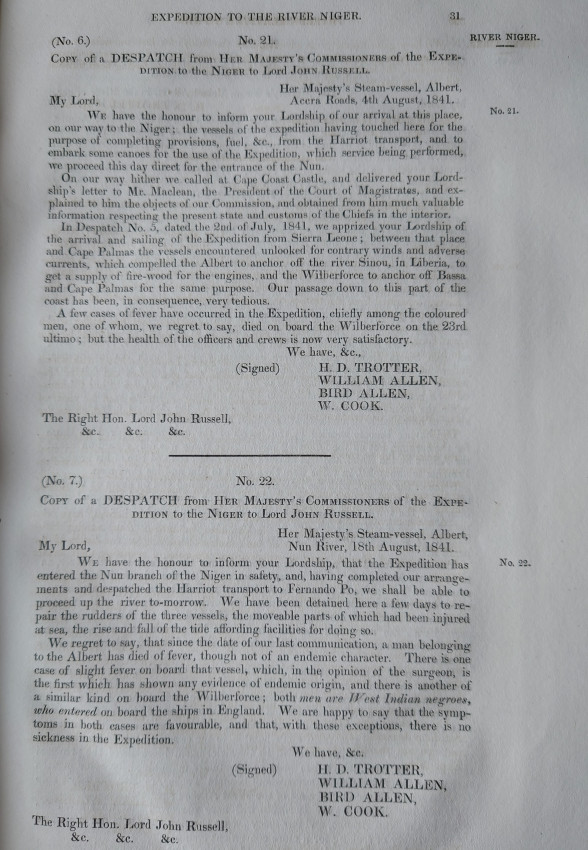 EXPEDITION TO THE RIVER NIGER. 31
(No. 6.) No. 21. RIVER NIGER.
COPY of a DESPATCH from HER MAJESTY'S COMMISSIONERS of the EXPE-
DITION to the NIGER to Lord JOHN RUSSELL.
Her Majesty's Steam-vessel, Albert,
My Lord, Accra Roads, 4th August, 1841.
WE have the honour to inform your Lordship of our arrival at this place, No. 21.
on our way to the Niger; the vessels of the expedition having touched here for the
purpose of completing provisions, fuel, &c., from the Harriot transport, and to
embark some canoes for the use of the Expedition, which service being performed,
we proceed this day direct for the entrance of the Nun.
On our way hither we called at Cape Coast Castle, and delivered your Lord-
ship's letter to Mr. Maclean, the President of the Court of Magistrates, and ex-
plained to him the objects of our Commission, and obtained from him much valuable
information respecting the present state and customs of the Chiefs in the interior.
In Despatch No. 5, dated the 2nd of July, 1841, we apprized your Lordship of
the arrival and sailing of the Expedition from Sierra Leone; between that place
and Cape Palmas the vessels encountered unlooked for contrary winds and adverse
currents, which compelled the Albert to anchor off the river Sinou, in Liberia, to
get a supply of fire-wood for the engines, and the Wilberforce to anchor off Bassa
and Cape Palmas for the same purpose. Our passage down to this part of the
coast has been, in consequence, very tedious.
A few cases of fever have occurred in the Expedition, chiefly among the coloured
men, one of whom, we regret to say, died on board the Wilberforce on the 23rd
ultimo; but the health of the officers and crews is now very satisfactory.
We have, &c.,
(Signed) H. D. TROTTER,
WILLIAM ALLEN,
BIRD ALLEN,
W. COOK.
The Right Hon. Lord John Russell,
&c. &c. &c.
(No. 7.) No. 22.
COPY of a DESPATCH from HER MAJESTY'S COMMISSIONERS of the EXPE-
DITION to the NIGER to Lord JOHN RUSSELL.
Her Majesty's Steam-vessel, Albert,
My Lord, Nun River, 18th August, 1841.
WE have the honour to inform your Lordship, that the Expedition has No. 22.
entered the Nun branch of the Niger in safety, and, having completed our arrange-
ments and despatched the Harriot transport to Fernando Po, we shall be able to
proceed up the river to-morrow. We have been detained here a few days to re-
pair the rudders of the three vessels, the moveable parts of which had been injured
at sea, the rise and fall of the tide affording facilities for doing so.
We regret to say, that since the date of our last communication, a man belonging
to the Albert has died of fever, though not of an endemic character. There is one
case of slight fever on board that vessel, which, in the opinion of the surgeon, is
the first which has shown any evidence of endemic origin, and there is another of
a similar kind on board the Wilberforce; both men are West Indian negroes,
who entered on board the ships in England. We are happy to say that the symp-
toms in both cases are favourable, and that, with these exceptions, there is no
sickness in the Expedition.
We have, &c.
(Signed) H. D. TROTTER,
WILLIAM ALLEN,
BIRD ALLEN,
W. COOK.
The Right Hon. Lord John Russell,
&c. &c. &c.